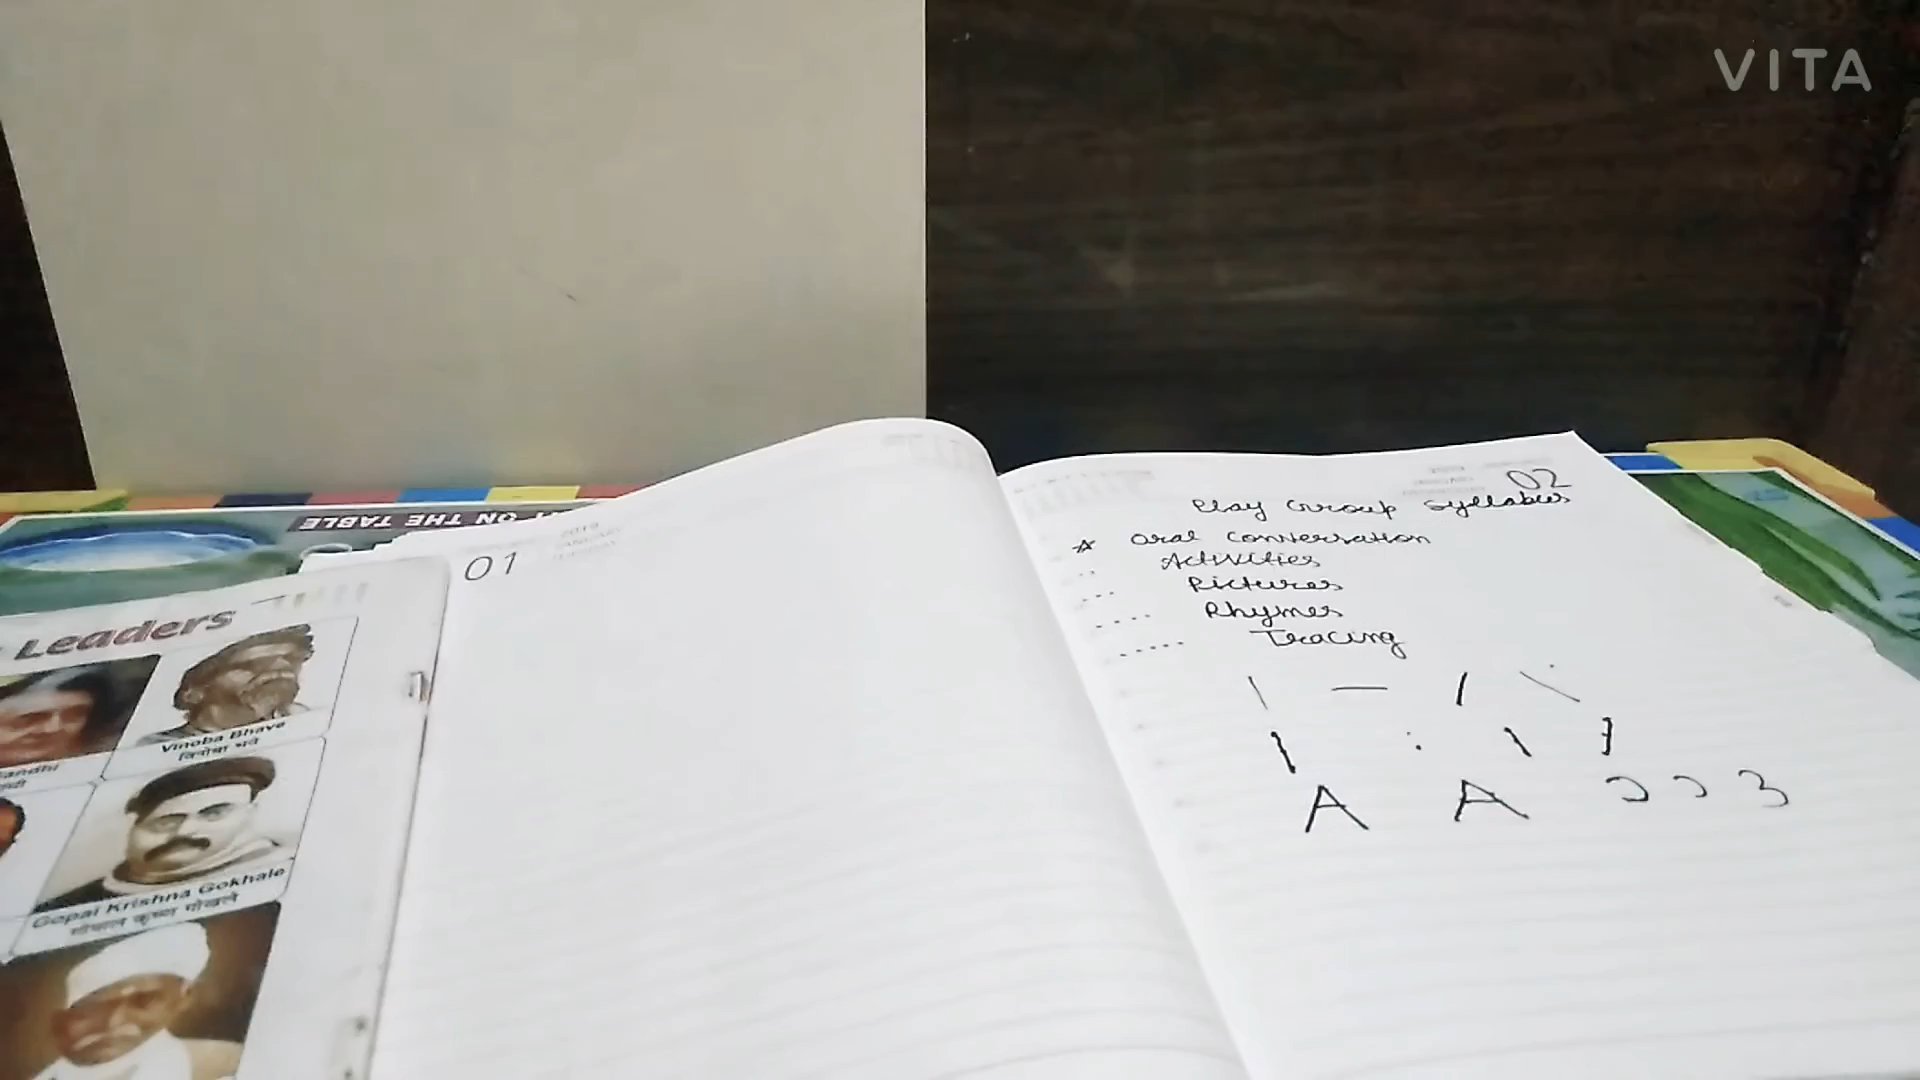 VITA
ON THE TABLE
01
2019
Leaders
Vinoba Bhave
विनोबा भावे
Gopal Krishna Gokhale
गोपाल कृष्ण गोखले
02
Play Group Syllabus
☆ Oral Conversation
Activities
Pictures
Rhymes
Tracing
| — / \
A A